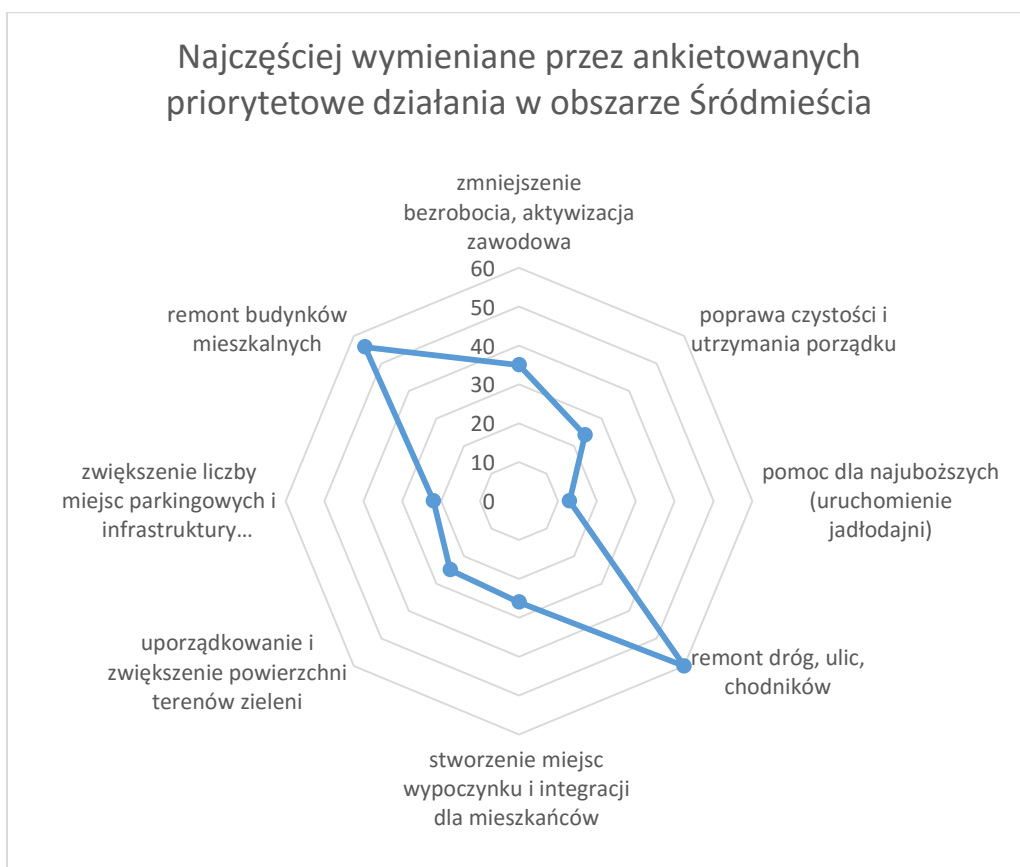 Najczęściej wymieniane przez ankietowanych
priorytetowe działania w obszarze Śródmieścia
zmniejszenie
bezrobocia, aktywizacja
zawodowa
60
50
40
30
20
10
0
poprawa czystości i
utrzymania porządku
pomoc dla najuboższych
(uruchomienie
jadłodajni)
remont dróg, ulic,
chodników
stworzenie miejsc
wypoczynku i integracji
dla mieszkańców
uporządkowanie i
zwiększenie powierzchni
terenów zieleni
zwiększenie liczby
miejsc parkingowych i
infrastruktury…
remont budynków
mieszkalnych